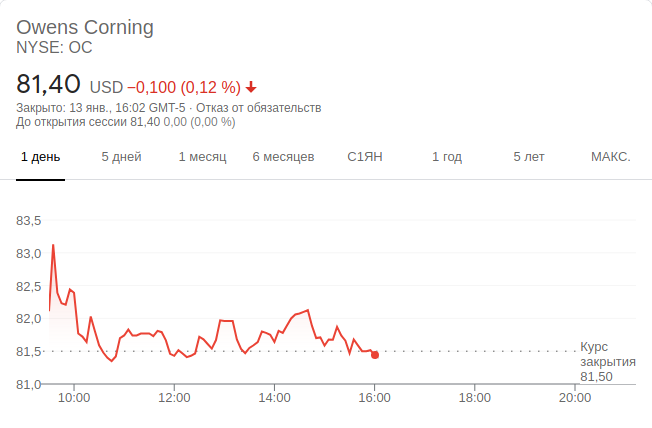 Owens Corning
NYSE: OC
81,40 USD −0,100 (0,12 %)
Закрыто: 13 янв., 16:02 GMT-5 · Отказ от обязательств
До открытия сессии 81,40 0,00 (0,00 %)
1 день 5 дней 1 месяц 6 месяцев С1ЯН 1 год 5 лет МАКС.
83,5
83,0
82,5
82,0
81,5
Курс
закрытия
81,50
81,0
10:00 12:00 14:00 16:00 18:00 20:00